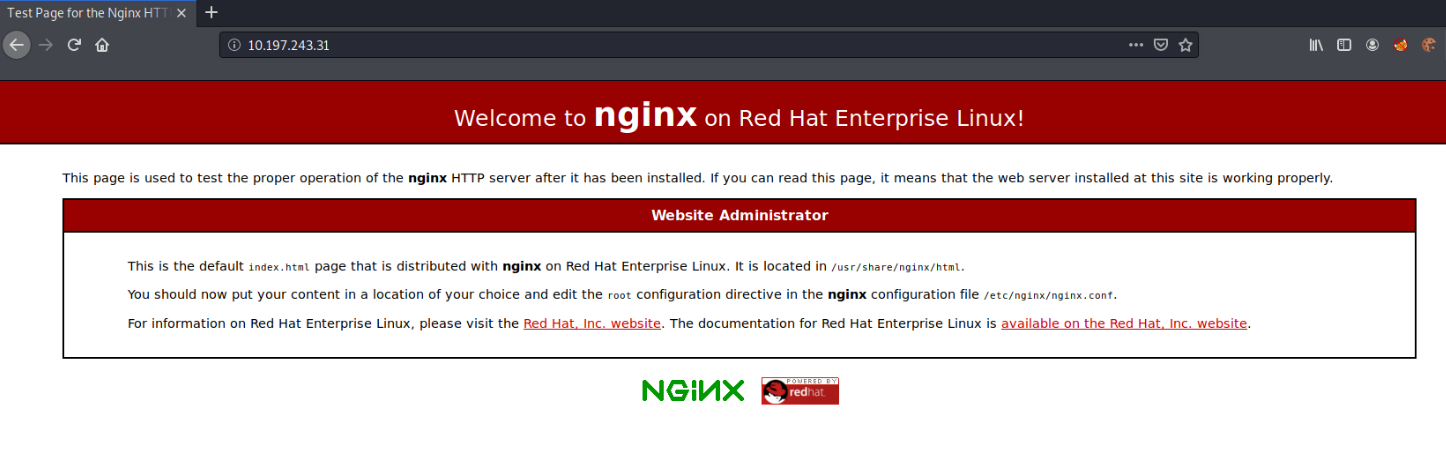 Test Page for the Nginx HTT
10.197.243.31
Welcome to nginx on Red Hat Enterprise Linux!
This page is used to test the proper operation of the nginx HTTP server after it has been installed. If you can read this page, it means that the web server installed at this site is working properly.
Website Administrator
This is the default index.html page that is distributed with nginx on Red Hat Enterprise Linux. It is located in /usr/share/nginx/html.
You should now put your content in a location of your choice and edit the root configuration directive in the nginx configuration file /etc/nginx/nginx.conf.
For information on Red Hat Enterprise Linux, please visit the Red Hat, Inc. website. The documentation for Red Hat Enterprise Linux is available on the Red Hat, Inc. website.
NGINX
POWERED BY
redhat